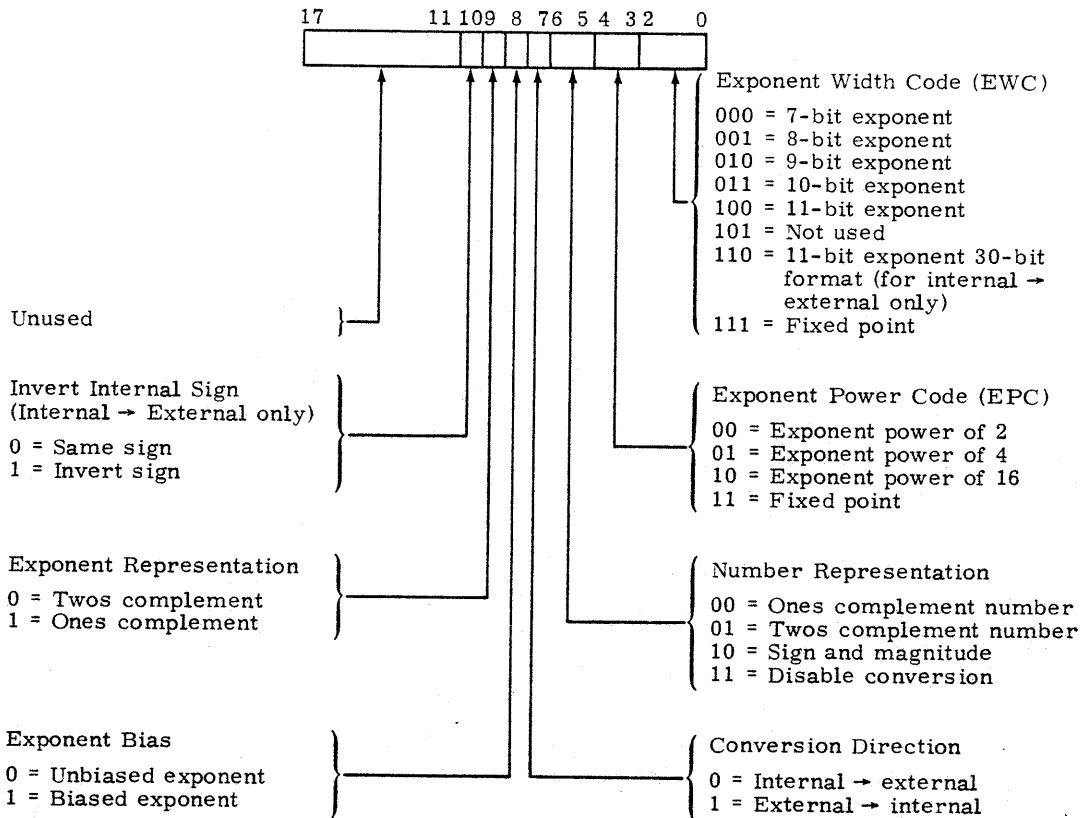 17 11 109 8 76 5 4 32 0
Exponent Width Code (EWC)
000 = 7-bit exponent
001 = 8-bit exponent
010 = 9-bit exponent
011 = 10-bit exponent
100 = 11-bit exponent
101 = Not used
110 = 11-bit exponent 30-bit
format (for internal →
external only)
111 = Fixed point
Unused
Invert Internal Sign
(Internal → External only)
0 = Same sign
1 = Invert sign
Exponent Power Code (EPC)
00 = Exponent power of 2
01 = Exponent power of 4
10 = Exponent power of 16
11 = Fixed point
Exponent Representation
0 = Twos complement
1 = Ones complement
Number Representation
00 = Ones complement number
01 = Twos complement number
10 = Sign and magnitude
11 = Disable conversion
Exponent Bias
0 = Unbiased exponent
1 = Biased exponent
Conversion Direction
0 = Internal → external
1 = External → internal